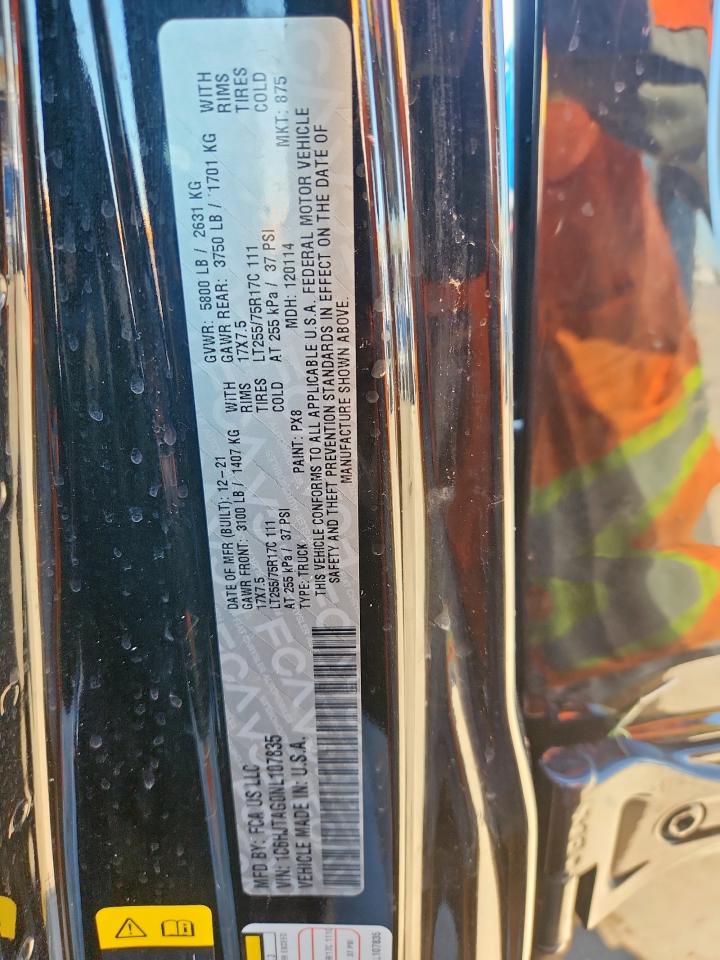 MFD BY: FCA US LLC
VIN: 1C6HJTAG0NL107835
VEHICLE MADE IN: U.S.A.
DATE OF MFR (BUILT): 12-21
GAWR FRONT: 3100 LB / 1407 KG WITH
17X7.5 RIMS
LT255/75R17C 111 TIRES
AT 255 kPa / 37 PSI COLD
TYPE: TRUCK PAINT: PX8 MDH: 120114 MKT: 875
GVWR: 5800 LB / 2631 KG
GAWR REAR: 3750 LB / 1701 KG WITH
17X7.5 RIMS
LT255/75R17C 111 TIRES
AT 255 kPa / 37 PSI COLD
THIS VEHICLE CONFORMS TO ALL APPLICABLE U.S.A. FEDERAL MOTOR VEHICLE
SAFETY AND THEFT PREVENTION STANDARDS IN EFFECT ON THE DATE OF
MANUFACTURE SHOWN ABOVE.
L107835